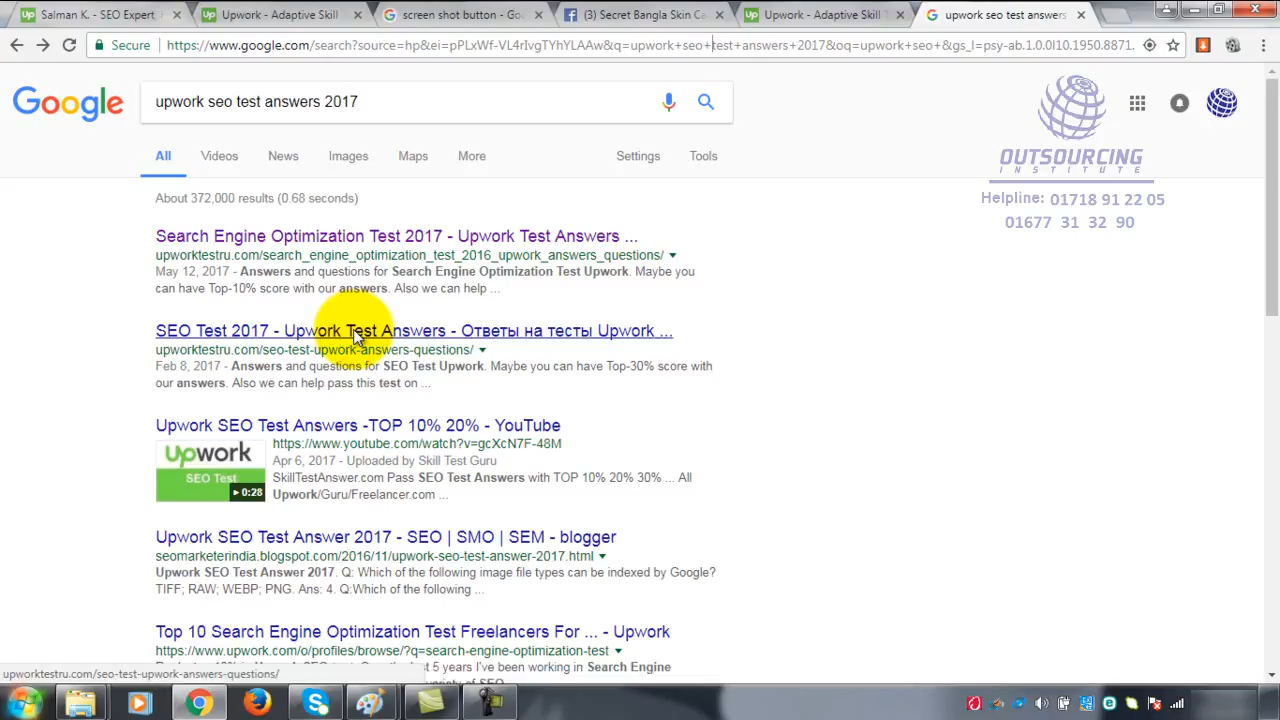 Salman K. - SEO Expert
Upwork - Adaptive Skill
screen shot button - Go
(3) Secret Bangla Skin C
Upwork - Adaptive Skill T
upwork seo test answers
Secure https://www.google.com/search?source=hp&ei=pPLxWf-VL4rIvgTYhYLAAw&q=upwork+seo+test+answers+2017&oq=upwork+seo+&gs_l=psy-ab.1.0.0l10.1950.8871.
Google
upwork seo test answers 2017
All Videos News Images Maps More Settings Tools
OUTSOURCING
INSTITUTE
Helpline: 01718 91 22 05
01677 31 32 90
About 372,000 results (0.68 seconds)
Search Engine Optimization Test 2017 - Upwork Test Answers ...
upworktestru.com/search_engine_optimization_test_2016_upwork_answers_questions/
May 12, 2017 - Answers and questions for Search Engine Optimization Test Upwork. Maybe you
can have Top-10% score with our answers. Also we can help ...
SEO Test 2017 - Upwork Test Answers - Ответы на тесты Upwork ...
upworktestru.com/seo-test-upwork-answers-questions/
Feb 8, 2017 - Answers and questions for SEO Test Upwork. Maybe you can have Top-30% score with
our answers. Also we can help pass this test on ...
Upwork SEO Test Answers -TOP 10% 20% - YouTube
Upwork
SEO Test
0:28
https://www.youtube.com/watch?v=gcXcN7F-48M
Apr 6, 2017 - Uploaded by Skill Test Guru
SkillTestAnswer.com Pass SEO Test Answers with TOP 10% 20% 30% ... All
Upwork/Guru/Freelancer.com ...
Upwork SEO Test Answer 2017 - SEO | SMO | SEM - blogger
seomarketerindia.blogspot.com/2016/11/upwork-seo-test-answer-2017.html
Upwork SEO Test Answer 2017. Q: Which of the following image file types can be indexed by Google?
TIFF; RAW; WEBP; PNG. Ans: 4. Q:Which of the following ...
Top 10 Search Engine Optimization Test Freelancers For ... - Upwork
https://www.upwork.com/o/profiles/browse/?q=search-engine-optimization-test
5 years I've been working in Search Engine
upworktestru.com/seo-test-upwork-answers-questions/